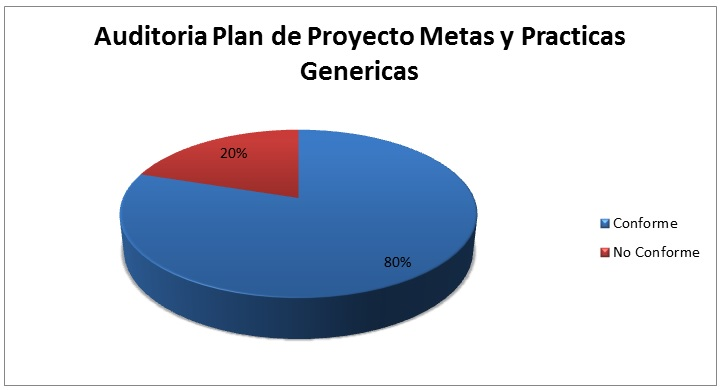 Auditoria Plan de Proyecto Metas y Practicas
Genericas
20%
Conforme
No Conforme
80%